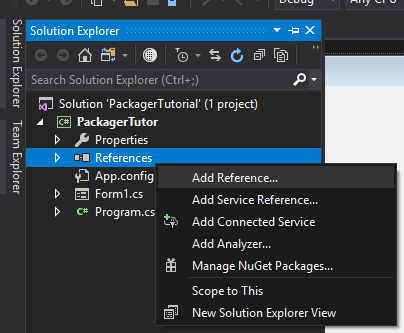 Debug
Any CPU
Solution Explorer
Team Explorer
Solution Explorer
Search Solution Explorer (Ctrl+;)
Solution 'PackagerTutorial' (1 project)
C# PackagerTutor
Properties
References
App.config
Form1.cs
C# Program.cs
Add Reference...
Add Service Reference...
Add Connected Service
Add Analyzer...
Manage NuGet Packages...
Scope to This
New Solution Explorer View